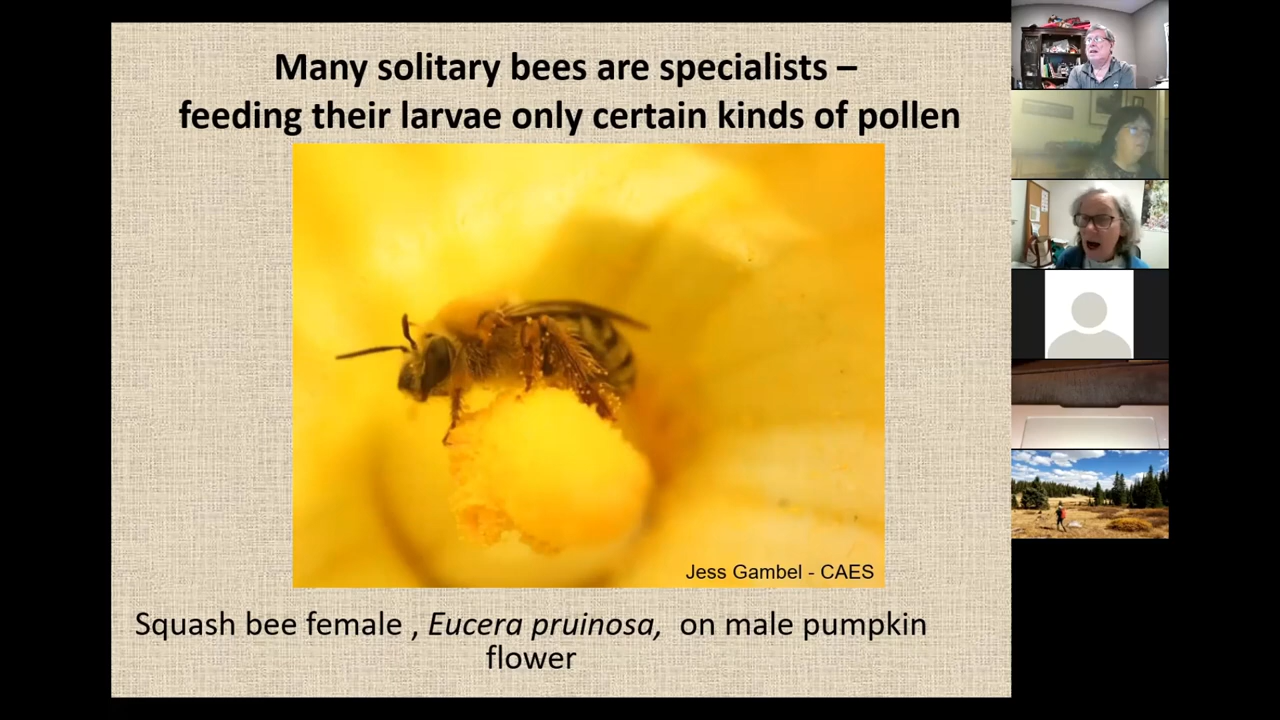 Many solitary bees are specialists –
feeding their larvae only certain kinds of pollen
Jess Gambel - CAES
Squash bee female , Eucera pruinosa, on male pumpkin
flower